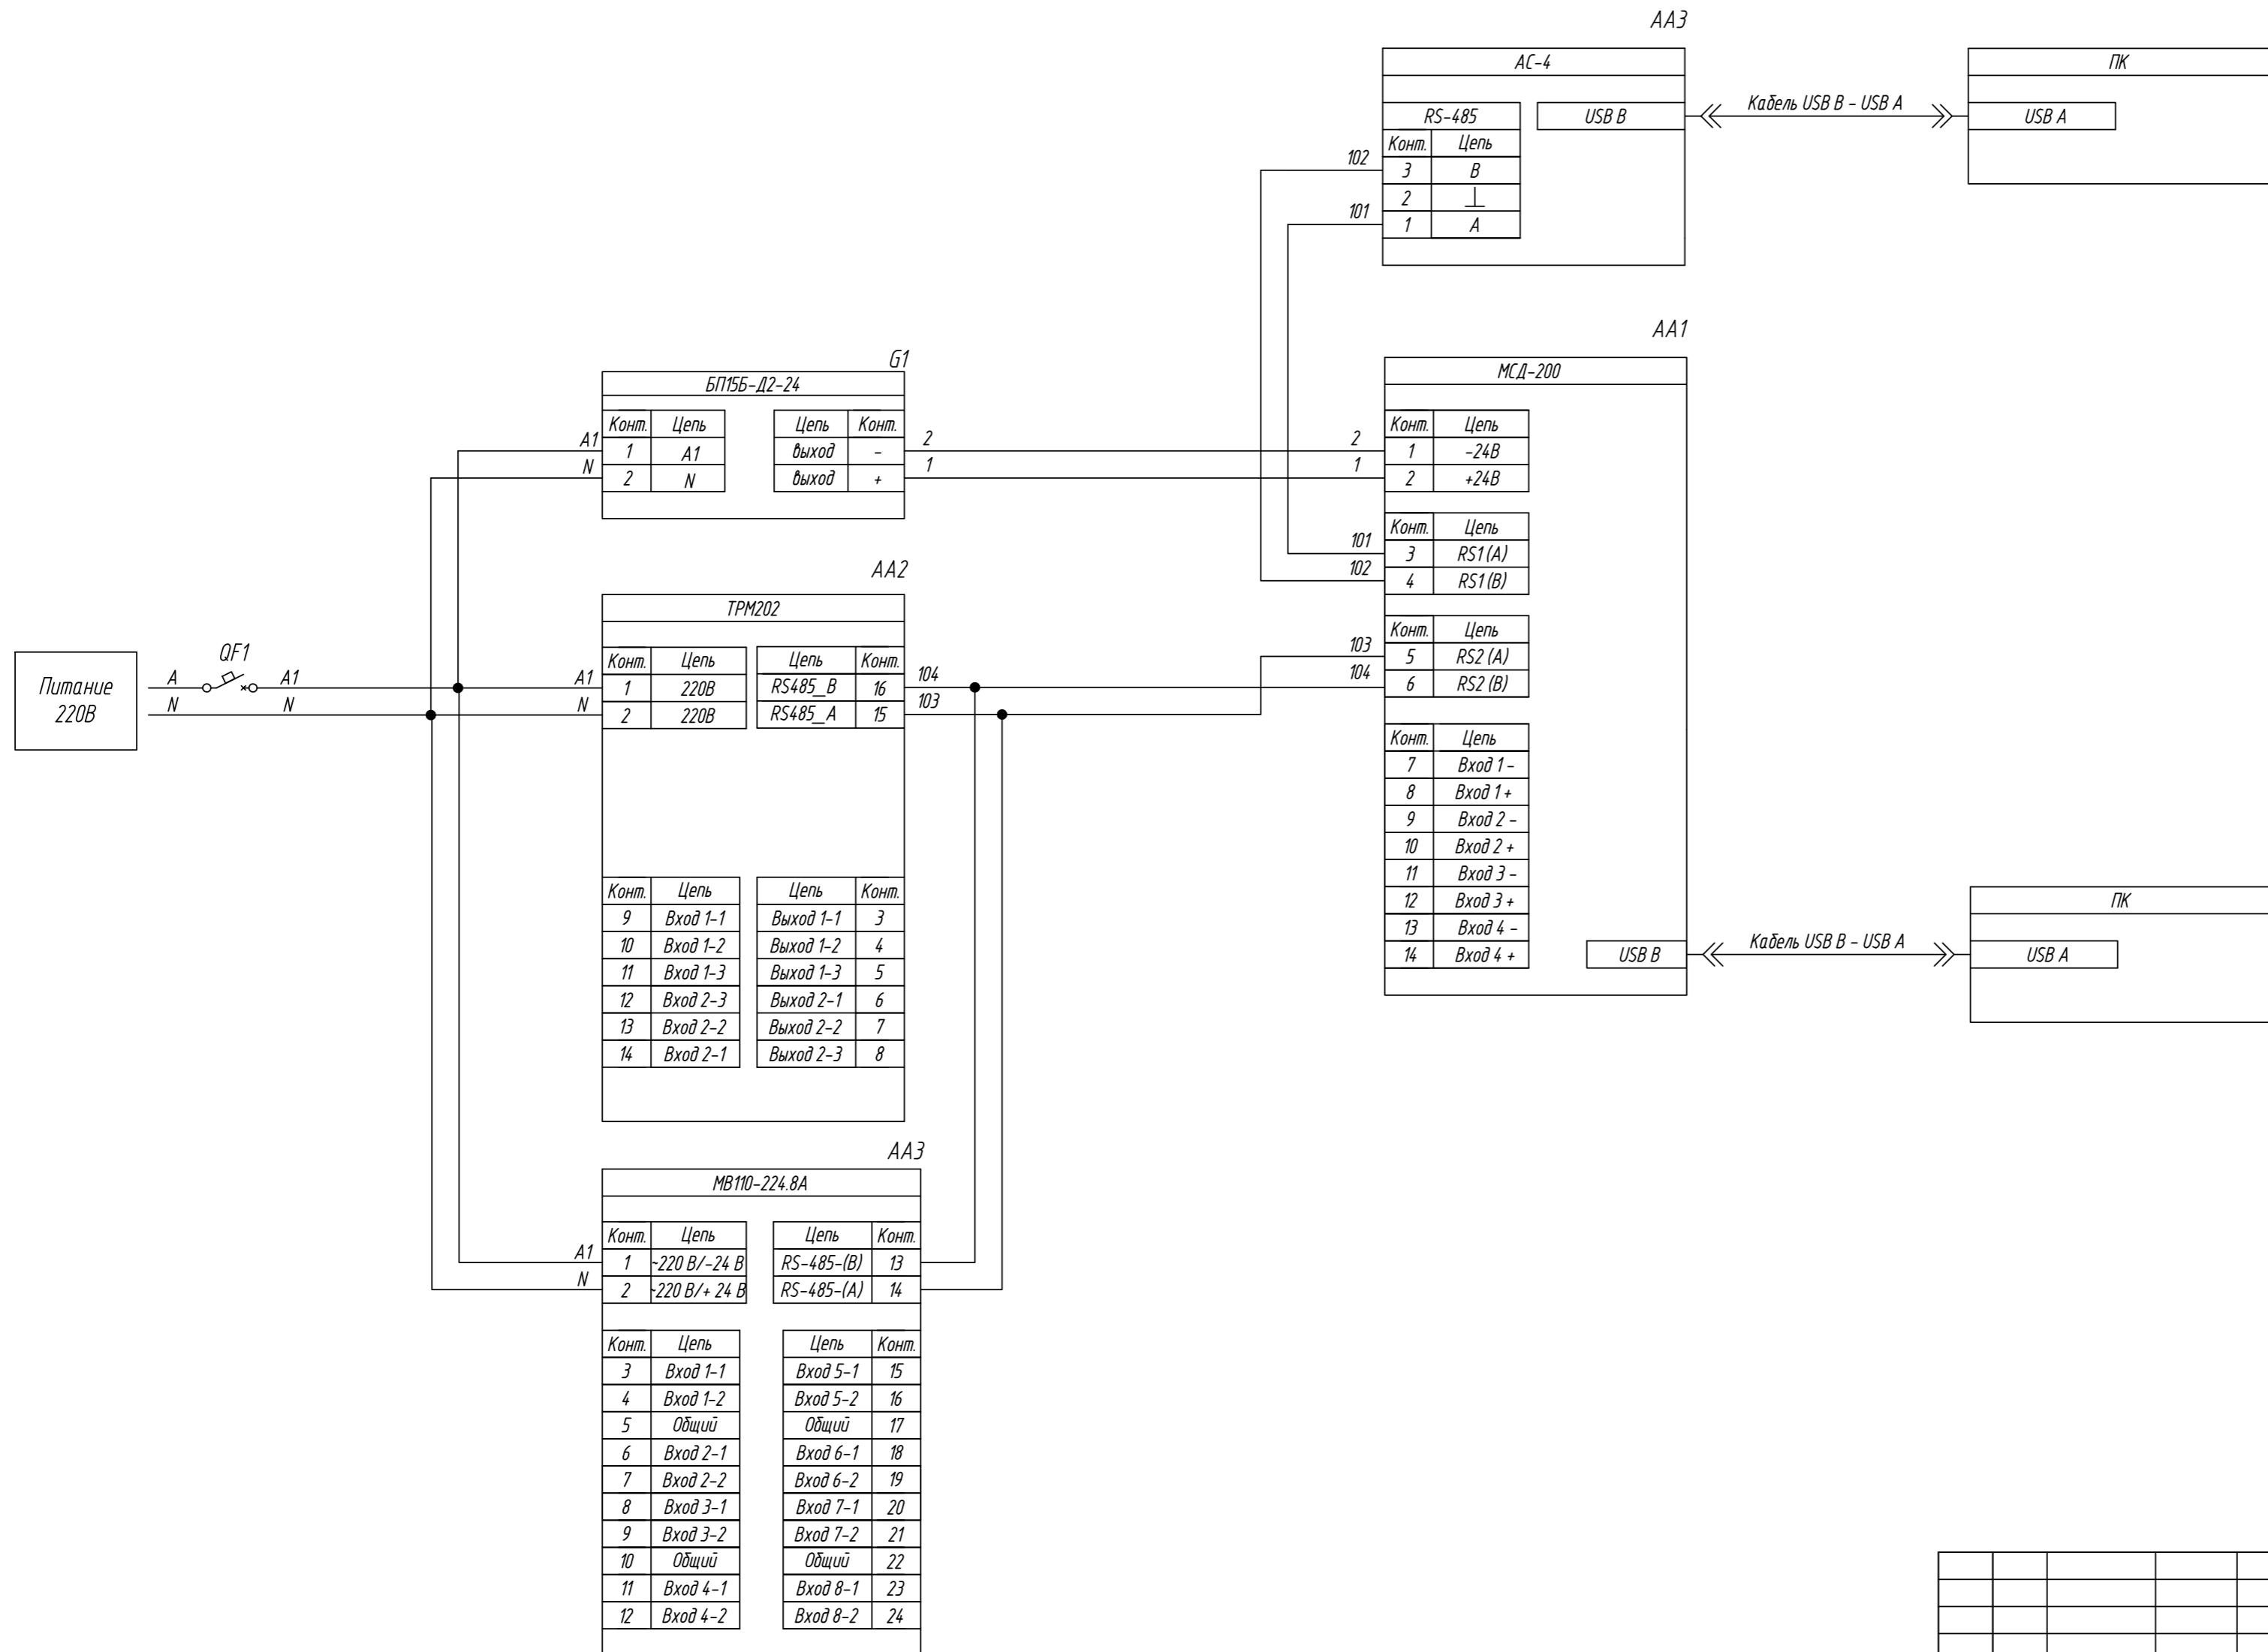 AA3
АС-4
RS-485
USB B
Конт. Цепь
3 B
2
1 A
102
101
Кабель USB B - USB A
ПК
USB A
G1
БП15Б-Д2-24
Конт. Цепь
1 A1
2 N
Цепь Конт.
выход -
выход +
A1
N
2
1
AA1
МСД-200
Конт. Цепь
1 -24В
2 +24В
Конт. Цепь
3 RS1(A)
4 RS1(B)
Конт. Цепь
5 RS2 (A)
6 RS2 (B)
Конт. Цепь
7 Вход 1 -
8 Вход 1 +
9 Вход 2 -
10 Вход 2 +
11 Вход 3 -
12 Вход 3 +
13 Вход 4 -
14 Вход 4 +
2
1
101
102
103
104
USB B
Кабель USB B - USB A
ПК
USB A
Питание
220В
A
N
QF1
A1
N
AA2
ТРМ202
Конт. Цепь
1 220В
2 220В
Цепь Конт.
RS485_B 16
RS485_A 15
A1
N
104
103
Конт. Цепь
9 Вход 1-1
10 Вход 1-2
11 Вход 1-3
12 Вход 2-3
13 Вход 2-2
14 Вход 2-1
Цепь Конт.
Выход 1-1 3
Выход 1-2 4
Выход 1-3 5
Выход 2-1 6
Выход 2-2 7
Выход 2-3 8
AA3
МВ110-224.8А
Конт. Цепь
1 ~220 В/-24 В
2 ~220 В/+ 24 В
Цепь Конт.
RS-485-(B) 13
RS-485-(A) 14
A1
N
Конт. Цепь
3 Вход 1-1
4 Вход 1-2
5 Общий
6 Вход 2-1
7 Вход 2-2
8 Вход 3-1
9 Вход 3-2
10 Общий
11 Вход 4-1
12 Вход 4-2
Цепь Конт.
Вход 5-1 15
Вход 5-2 16
Общий 17
Вход 6-1 18
Вход 6-2 19
Вход 7-1 20
Вход 7-2 21
Общий 22
Вход 8-1 23
Вход 8-2 24